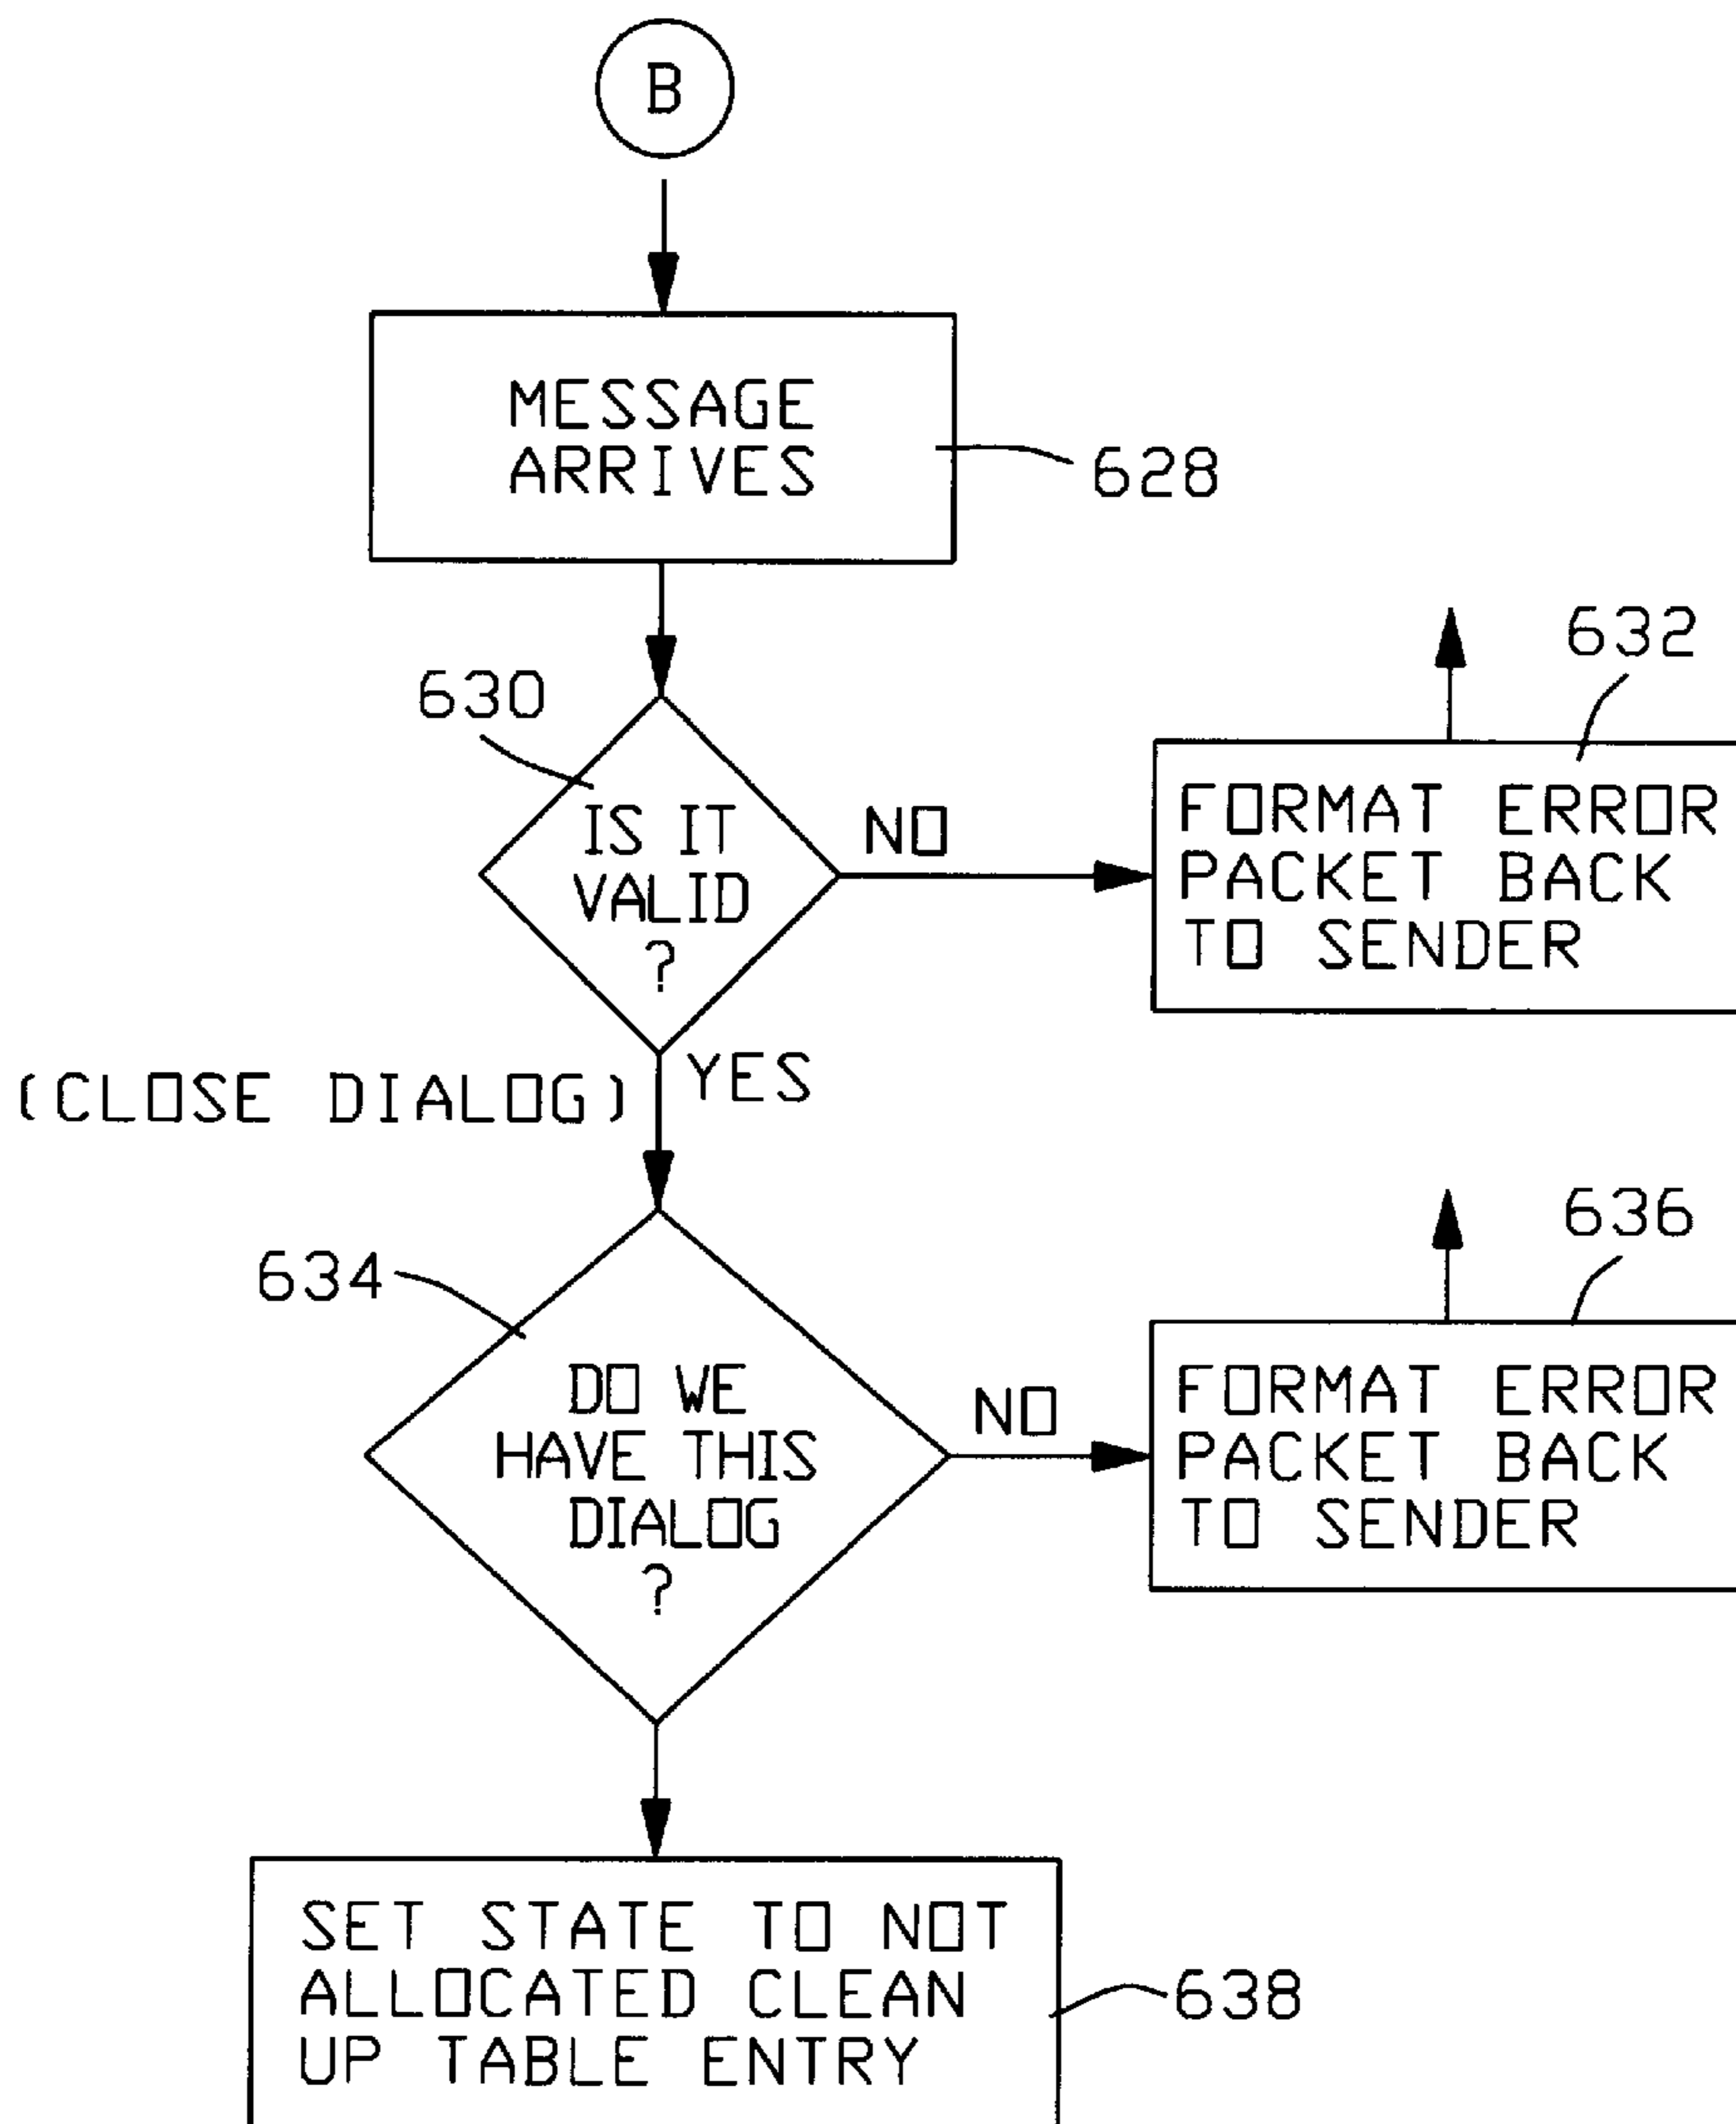 B
MESSAGE
ARRIVES
628
632
630
IS IT
VALID
?
NO
FORMAT ERROR
PACKET BACK
TO SENDER
(CLOSE DIALOG)
YES
634
636
DO WE
HAVE THIS
DIALOG
?
NO
FORMAT ERROR
PACKET BACK
TO SENDER
SET STATE TO NOT
ALLOCATED CLEAN
UP TABLE ENTRY
638